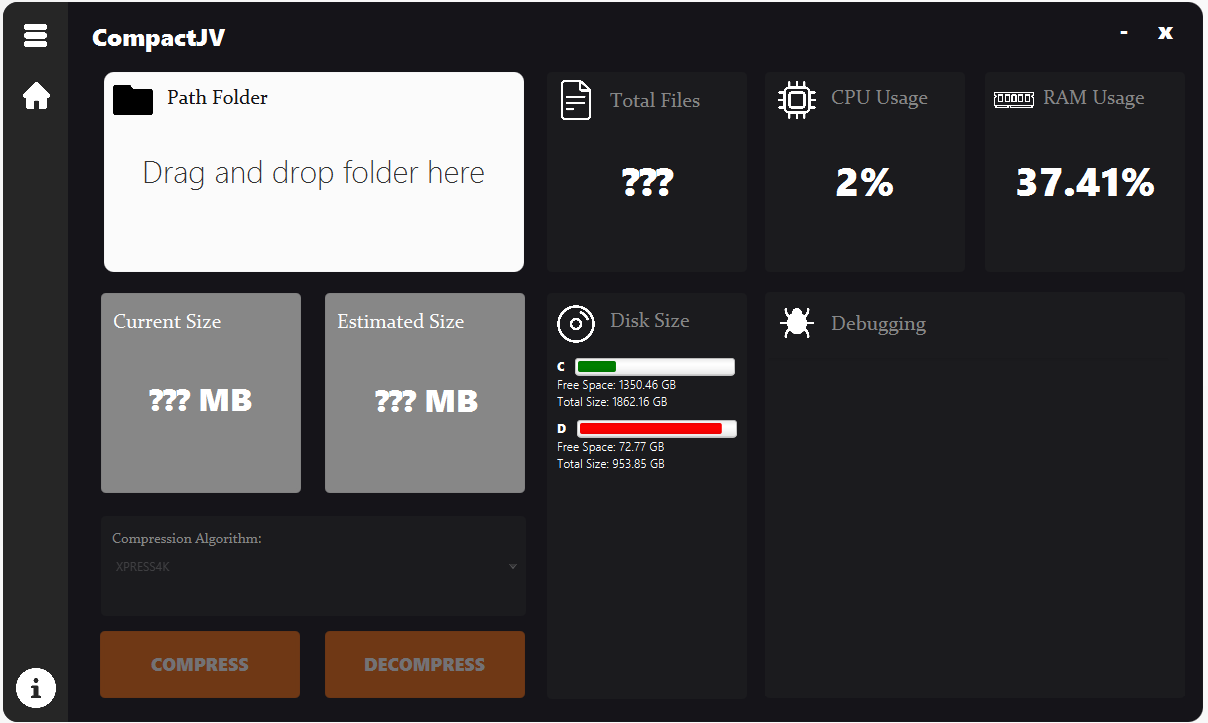 CompactJV
- x
Path Folder
Drag and drop folder here
Total Files
???
CPU Usage
2%
RAM Usage
37.41%
Current Size
??? MB
Estimated Size
??? MB
Disk Size
C
Free Space: 1350.46 GB
Total Size: 1862.16 GB
D
Free Space: 72.77 GB
Total Size: 953.85 GB
Debugging
Compression Algorithm:
XPRESS4K
COMPRESS
DECOMPRESS